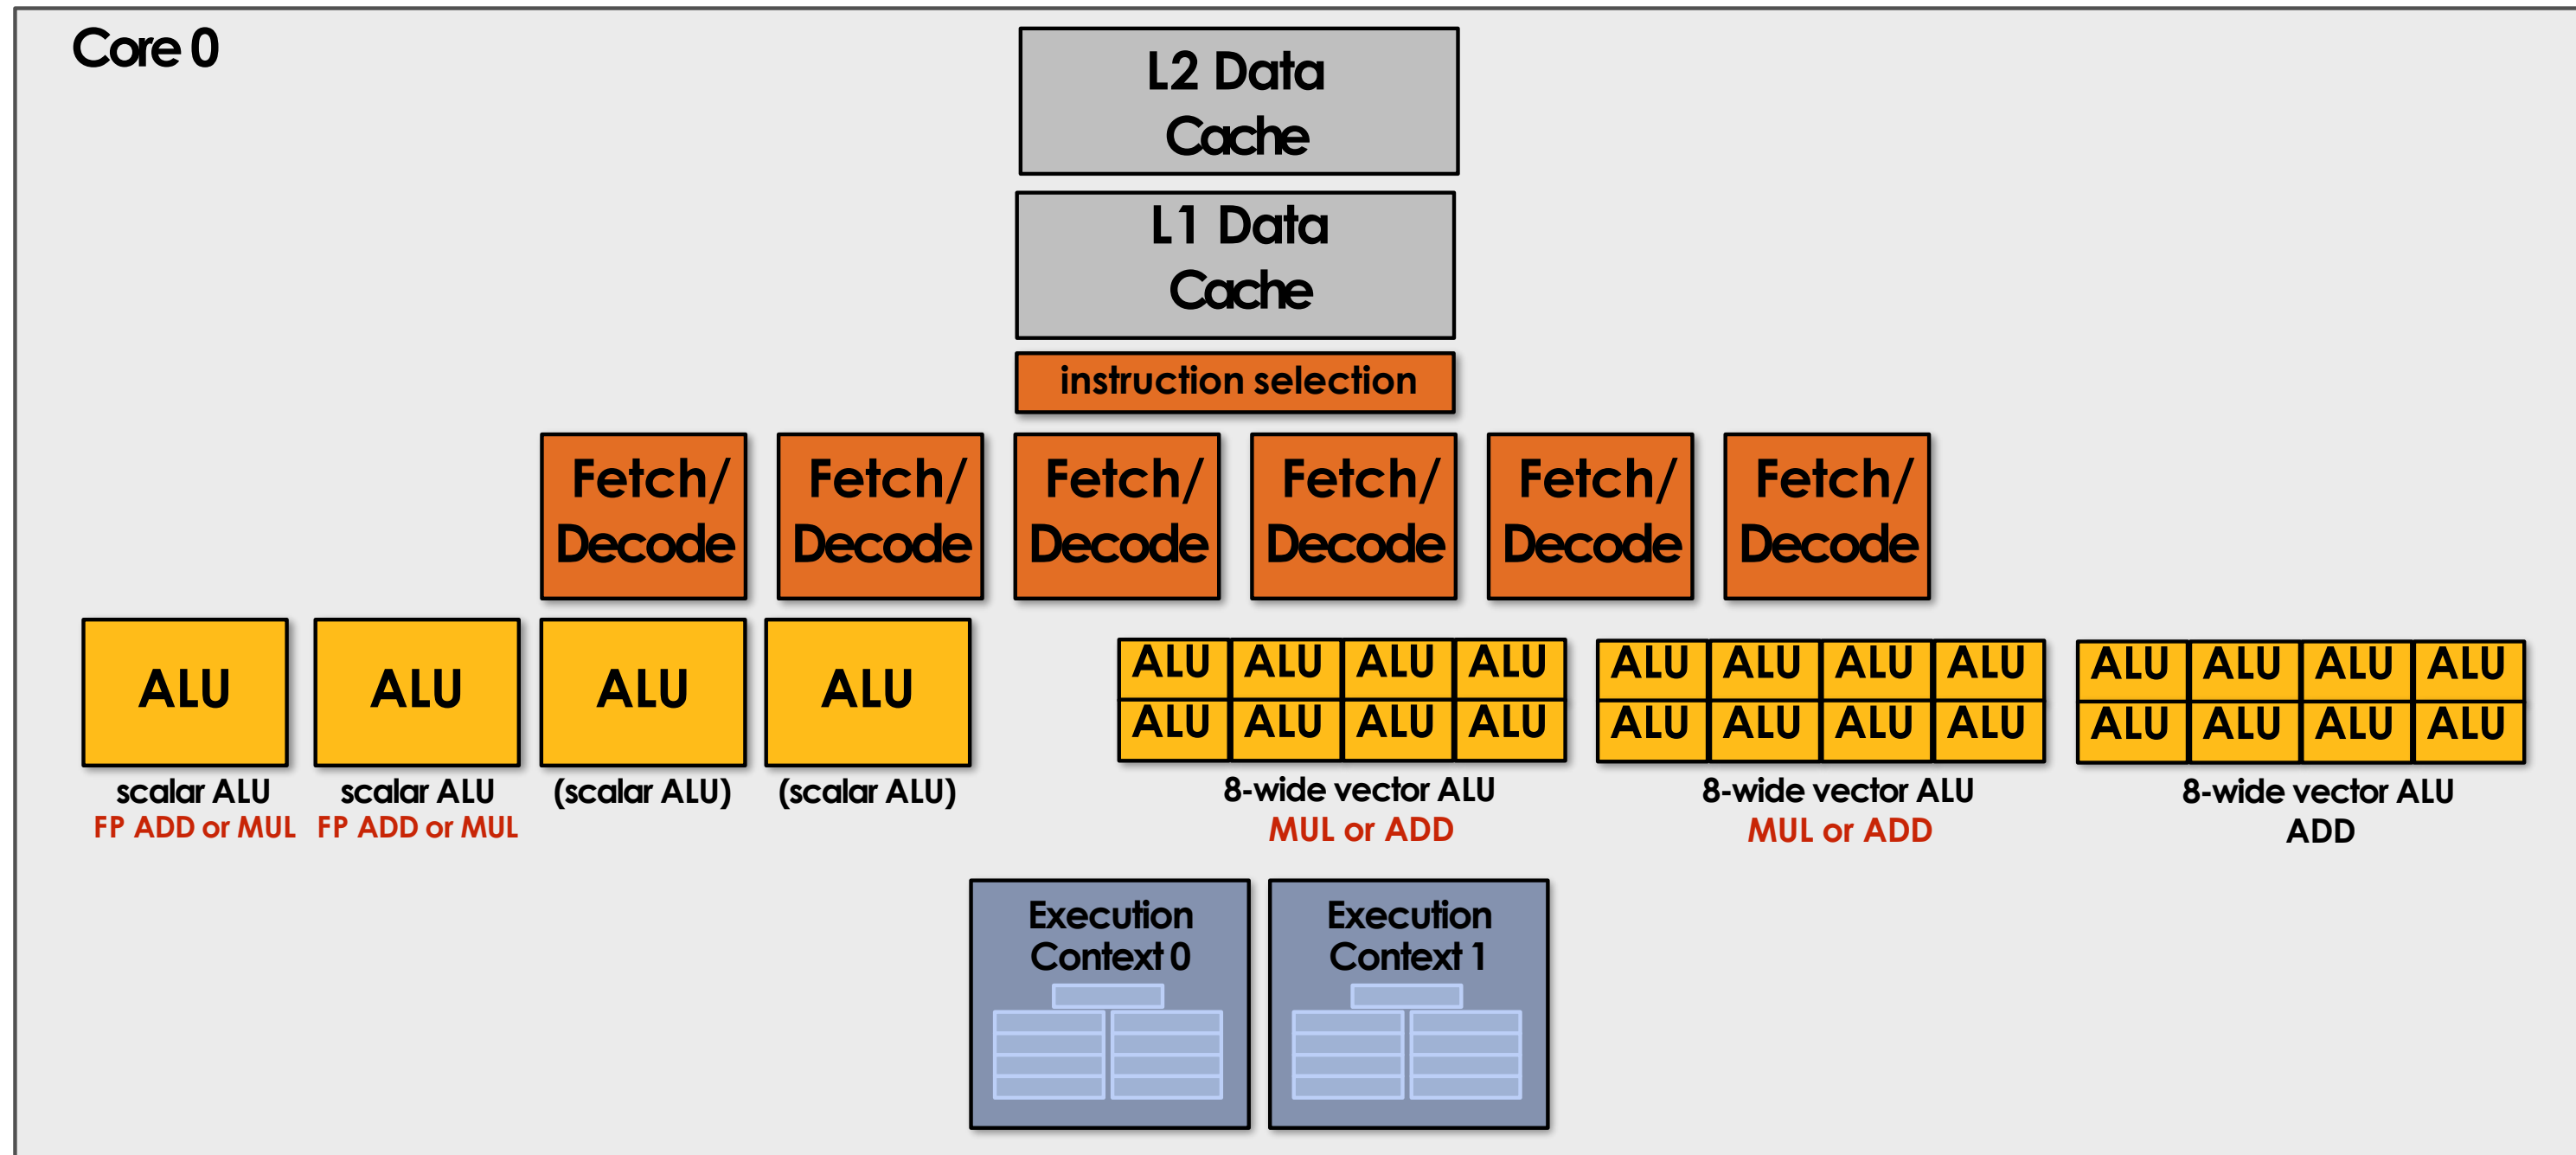 Core 0
L2 Data
Cache
L1 Data
Cache
instruction selection
Fetch/
Decode
Fetch/
Decode
Fetch/
Decode
Fetch/
Decode
Fetch/
Decode
Fetch/
Decode
ALU
scalar ALU
FP ADD or MUL
ALU
scalar ALU
FP ADD or MUL
ALU
(scalar ALU)
ALU
(scalar ALU)
ALU ALU ALU ALU
ALU ALU ALU ALU
8-wide vector ALU
MUL or ADD
ALU ALU ALU ALU
ALU ALU ALU ALU
8-wide vector ALU
MUL or ADD
ALU ALU ALU ALU
ALU ALU ALU ALU
8-wide vector ALU
ADD
Execution
Context 0
Execution
Context 1